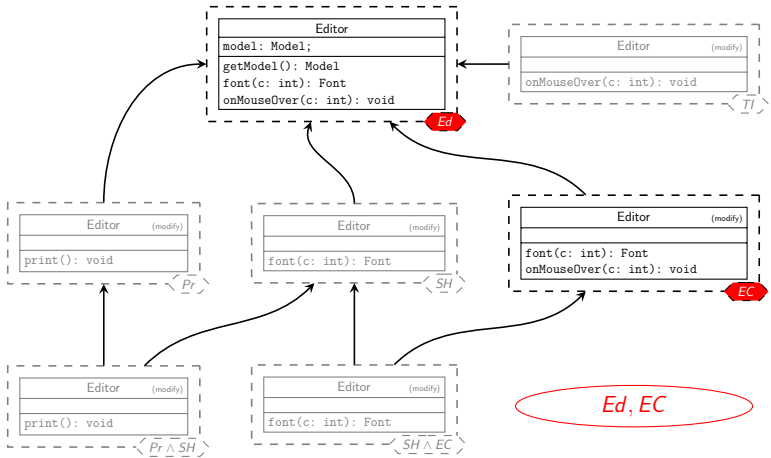 Editor
model: Model;
getModel(): Model
font(c: int): Font
onMouseOver(c: int): void
Ed
Editor (modify)
onMouseOver(c: int): void
TI
Editor (modify)
print(): void
Pr
Editor (modify)
font(c: int): Font
SH
Editor (modify)
font(c: int): Font
onMouseOver(c: int): void
EC
Editor (modify)
print(): void
Pr ∧ SH
Editor (modify)
font(c: int): Font
SH ∧ EC
Ed, EC